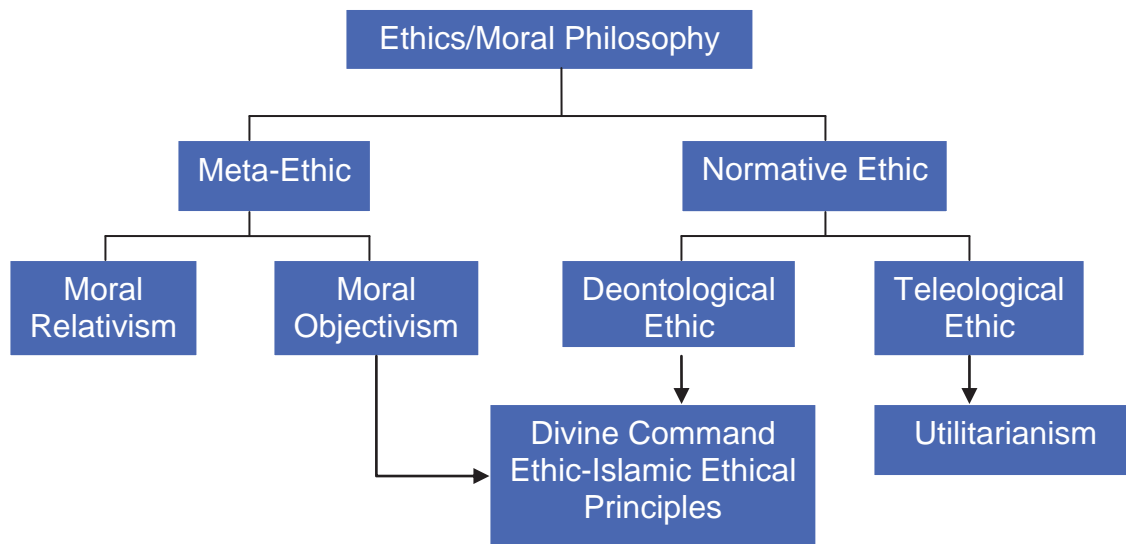 Ethics/Moral Philosophy
Meta-Ethic
Normative Ethic
Moral
Relativism
Moral
Objectivism
Deontological
Ethic
Teleological
Ethic
Divine Command
Ethic-Islamic Ethical
Principles
Utilitarianism